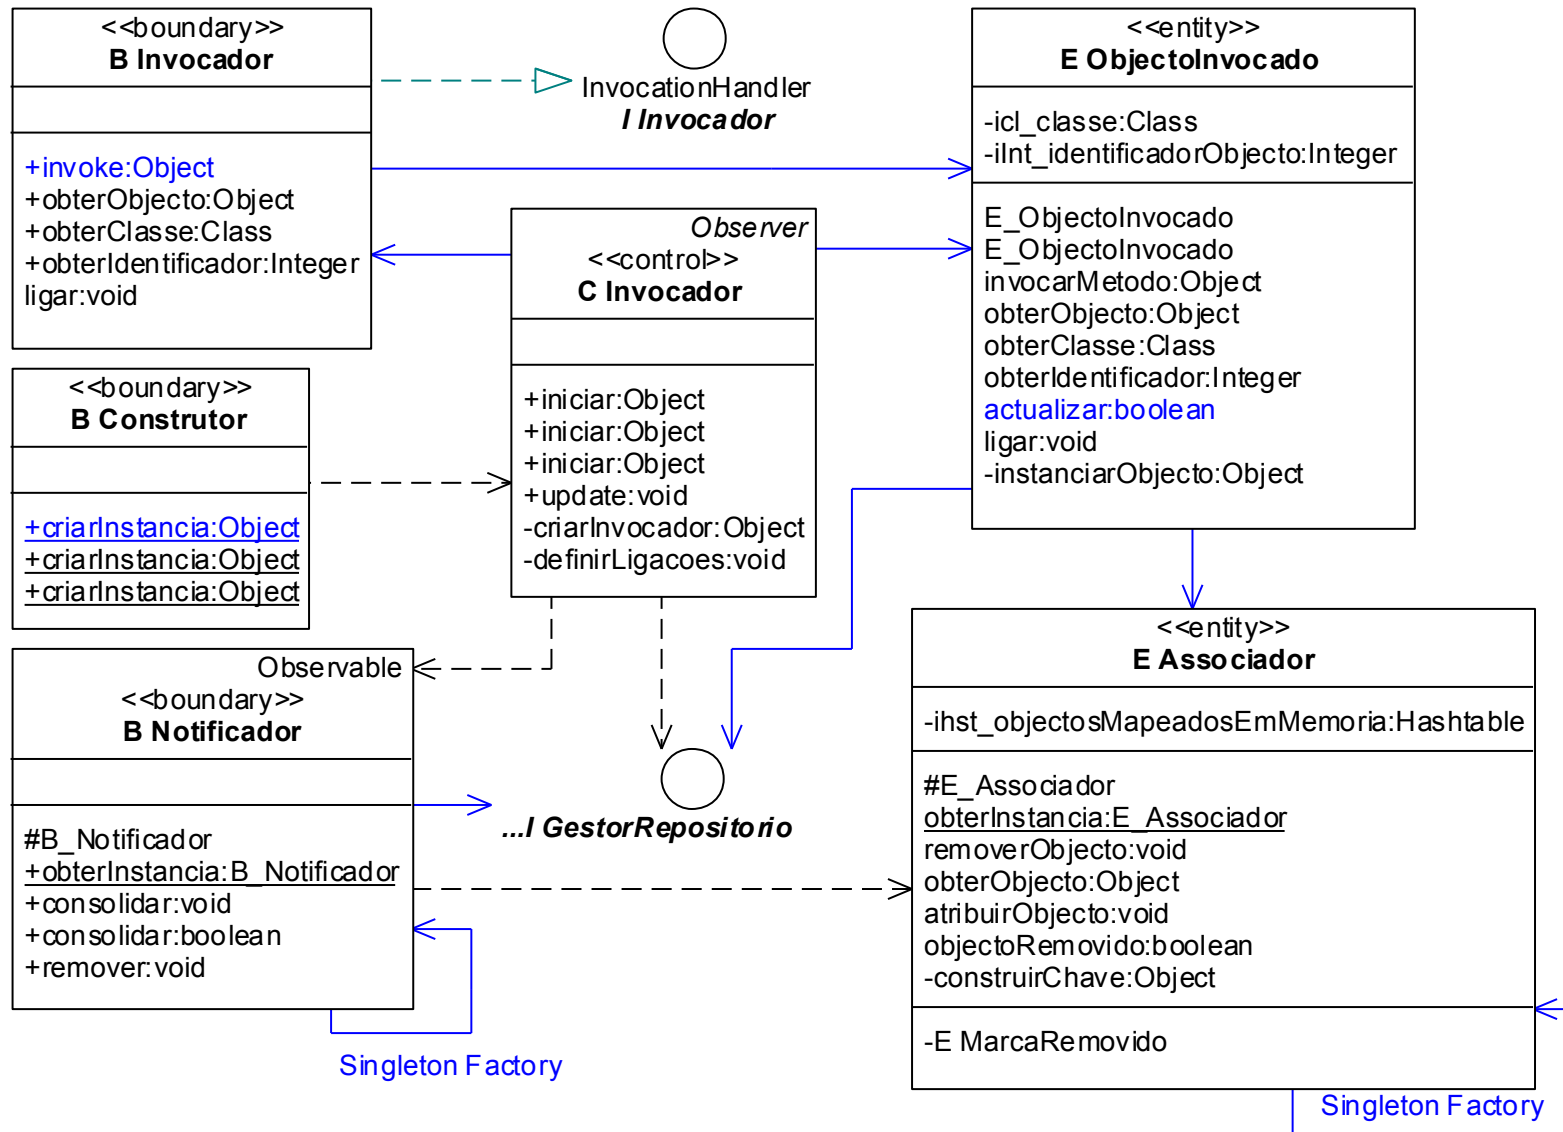 <<boundary>>
B Invocador
+invoke:Object
+obterObjecto:Object
+obterClasse:Class
+obterIdentificador:Integer
ligar:void
InvocationHandler
I Invocador
<<entity>>
E ObjectoInvocado
-icl_classe:Class
-iInt_identificadorObjecto:Integer
E_ObjectoInvocado
E_ObjectoInvocado
invocarMetodo:Object
obterObjecto:Object
obterClasse:Class
obterIdentificador:Integer
actualizar:boolean
ligar:void
-instanciarObjecto:Object
Observer
<<control>>
C Invocador
+iniciar:Object
+iniciar:Object
+iniciar:Object
+update:void
-criarInvocador:Object
-definirLigacoes:void
<<boundary>>
B Construtor
+criarInstancia:Object
+criarInstancia:Object
+criarInstancia:Object
Observable
<<boundary>>
B Notificador
#B_Notificador
+obterInstancia:B_Notificador
+consolidar:void
+consolidar:boolean
+remover:void
Singleton Factory
...I GestorRepositorio
<<entity>>
E Associador
-ihst_objectosMapeadosEmMemoria:Hashtable
#E_Associador
obterInstancia:E_Associador
removerObjecto:void
obterObjecto:Object
atribuirObjecto:void
objectoRemovido:boolean
-construirChave:Object
-E MarcaRemovido
Singleton Factory